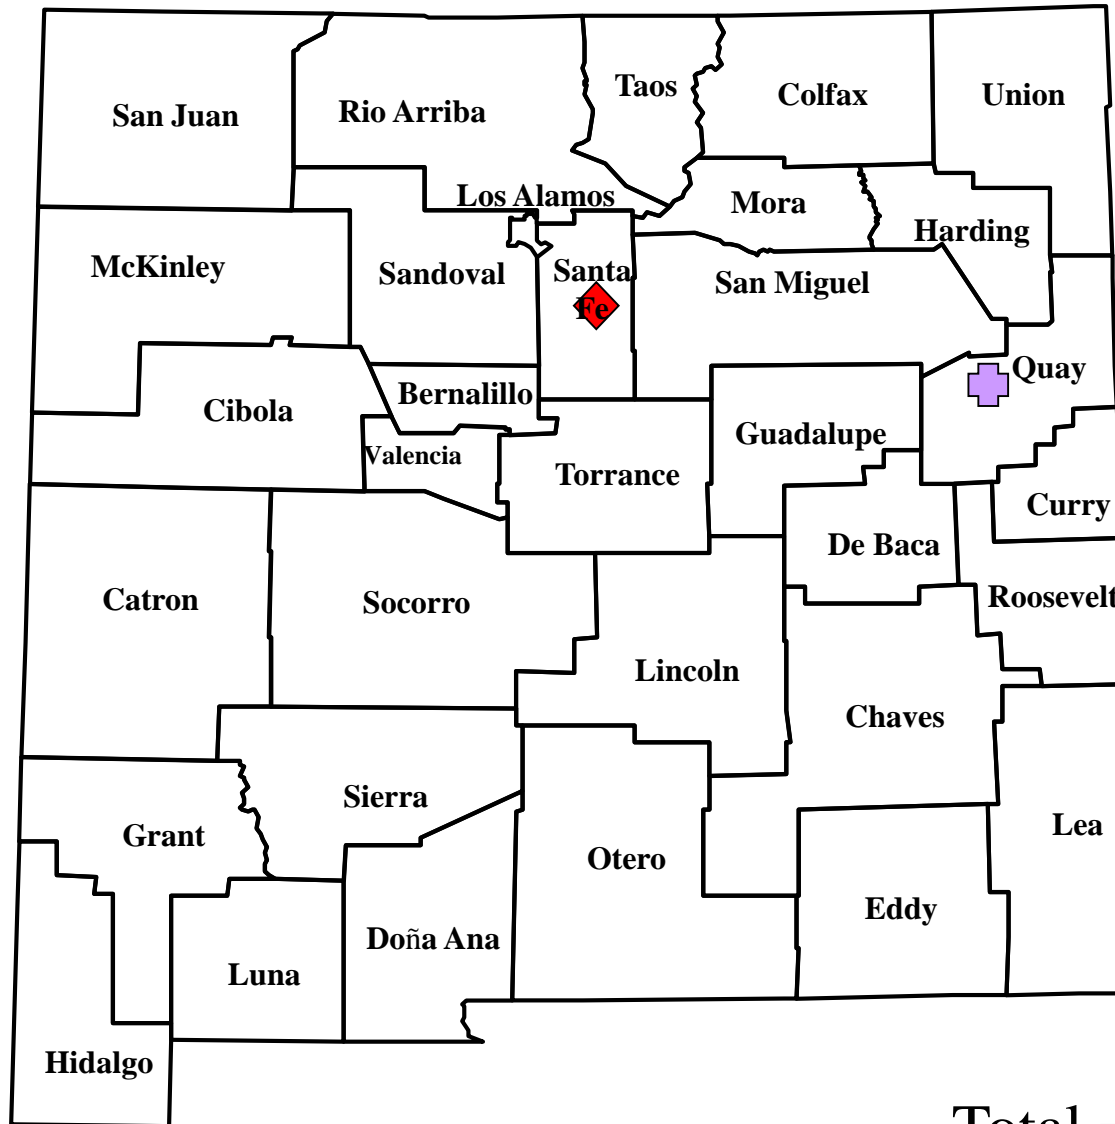 Taos
Colfax
Union
San Juan
Rio Arriba
Los Alamos
Mora
Harding
McKinley
Sandoval
Santa
Fe
San Miguel
Quay
Bernalillo
Cibola
Guadalupe
Valencia
Torrance
Curry
De Baca
Catron
Socorro
Roosevelt
Lincoln
Chaves
Sierra
Grant
Lea
Otero
Eddy
Doña Ana
Luna
Hidalgo
Total